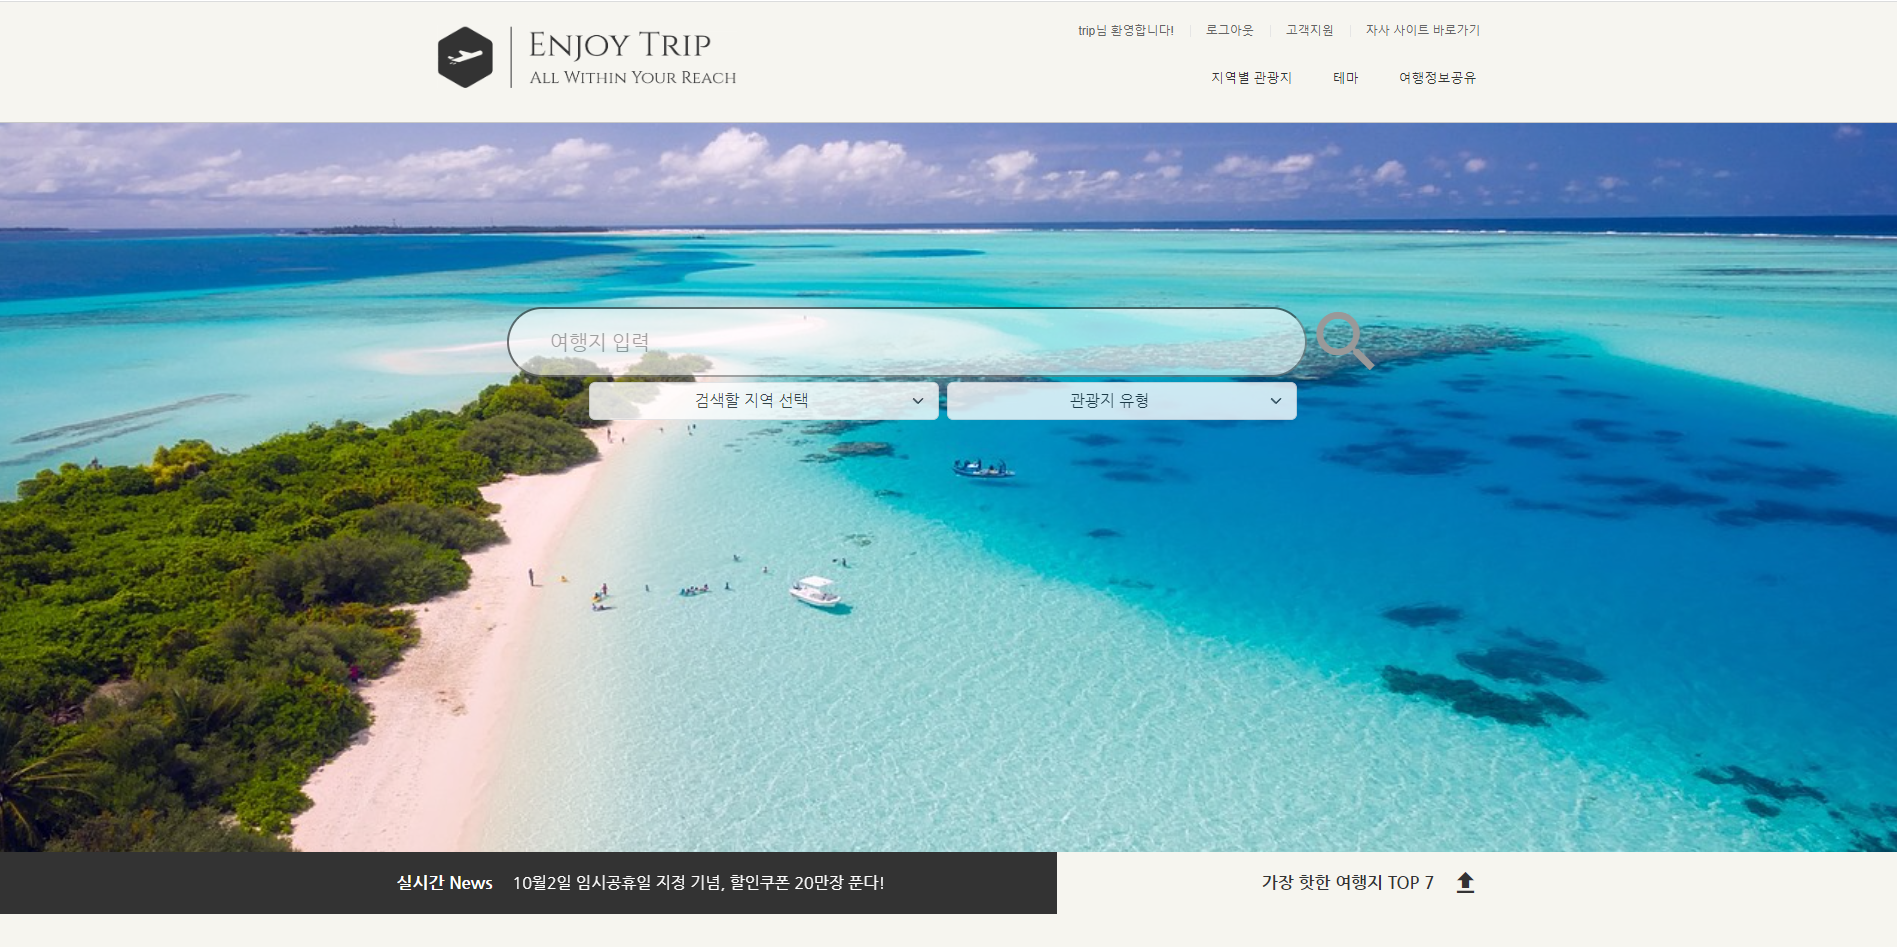 ENJOY TRIP
ALL WITHIN YOUR REACH
trip님 환영합니다!
로그아웃
고객지원
자사 사이트 바로가기
지역별 관광지
테마
여행정보공유
여행지 입력
검색할 지역 선택
관광지 유형
실시간 News
10월2일 임시공휴일 지정 기념, 할인쿠폰 20만장 푼다!
가장 핫한 여행지 TOP 7